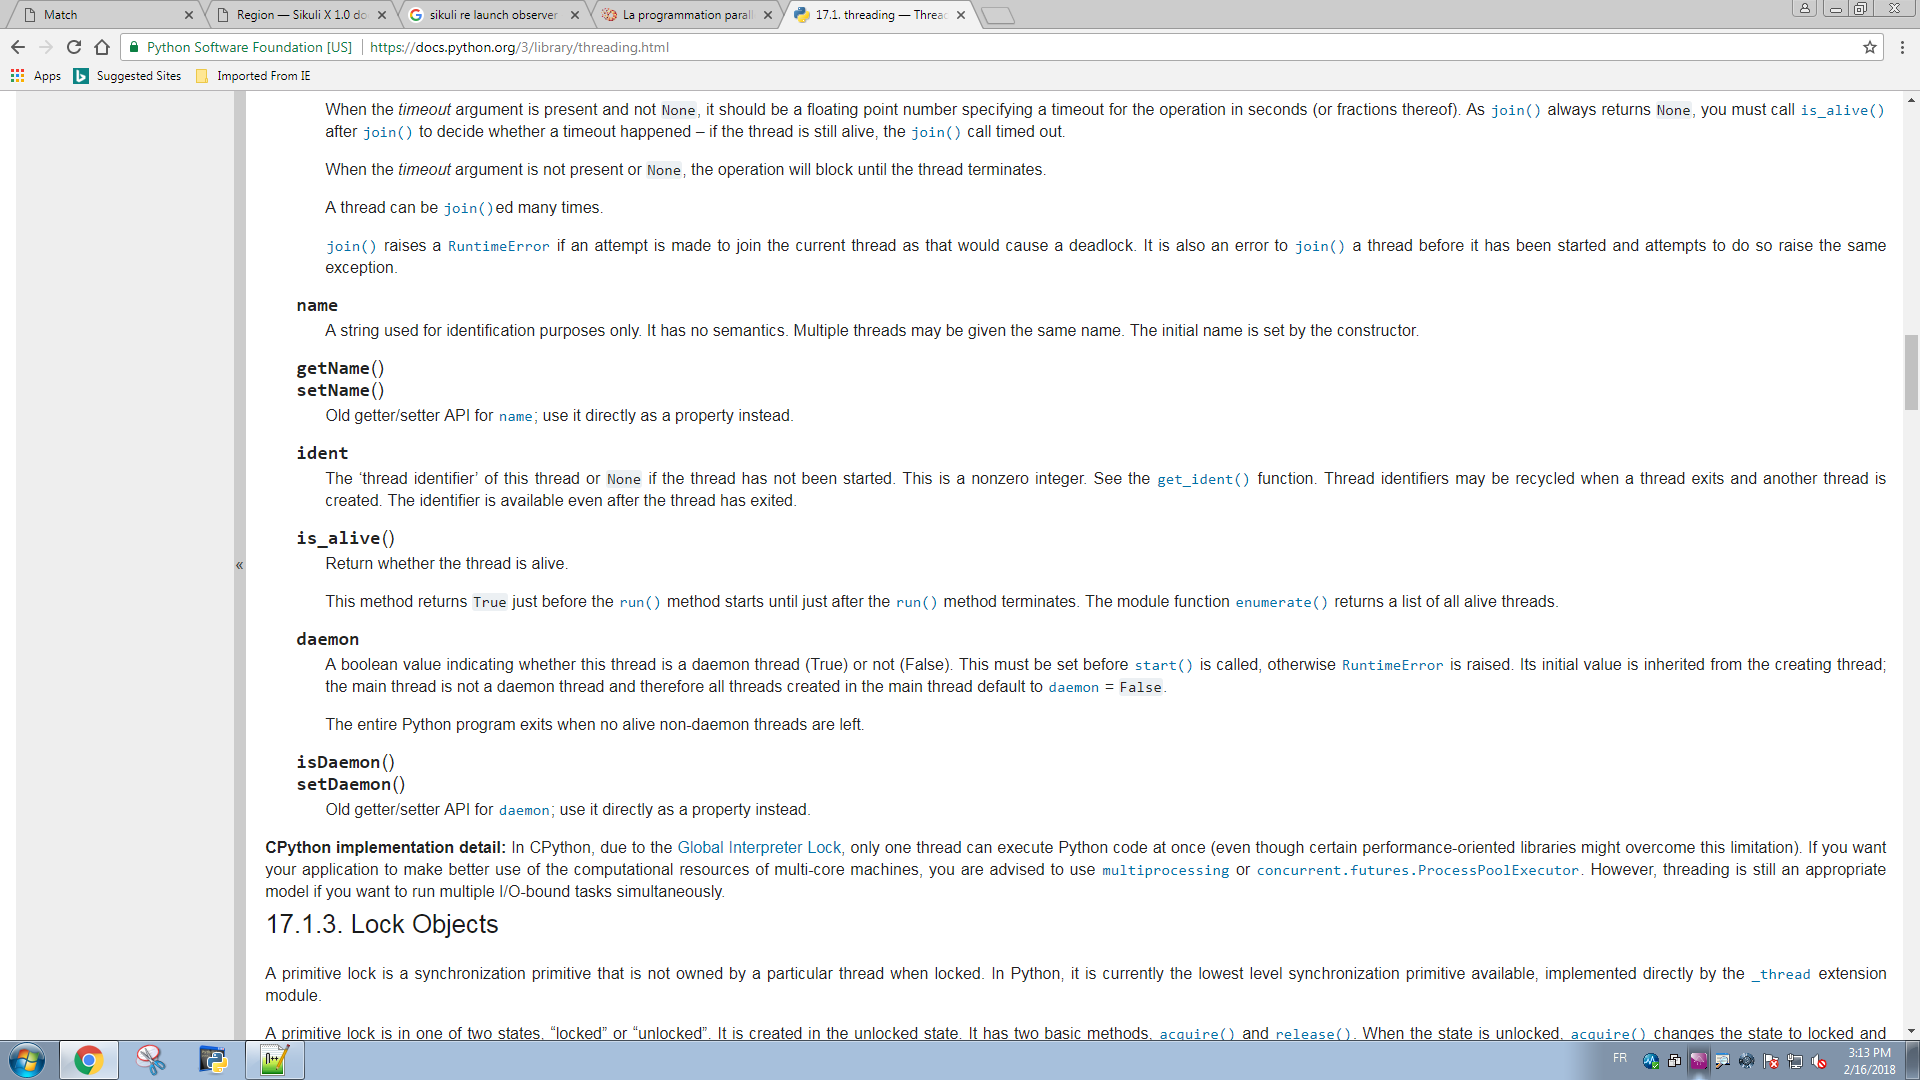 Match
Region — Sikuli X 1.0 do
sikuli re launch observer
La programmation parall
17.1. threading — Threa
Python Software Foundation [US] https://docs.python.org/3/library/threading.html
Apps Suggested Sites Imported From IE
When the timeout argument is present and not None, it should be a floating point number specifying a timeout for the operation in seconds (or fractions thereof). As join() always returns None, you must call is_alive()
after join() to decide whether a timeout happened – if the thread is still alive, the join() call timed out.
When the timeout argument is not present or None, the operation will block until the thread terminates.
A thread can be join()ed many times.
join() raises a RuntimeError if an attempt is made to join the current thread as that would cause a deadlock. It is also an error to join() a thread before it has been started and attempts to do so raise the same
exception.
name
A string used for identification purposes only. It has no semantics. Multiple threads may be given the same name. The initial name is set by the constructor.
getName()
setName()
Old getter/setter API for name; use it directly as a property instead.
ident
The ‘thread identifier’ of this thread or None if the thread has not been started. This is a nonzero integer. See the get_ident() function. Thread identifiers may be recycled when a thread exits and another thread is
created. The identifier is available even after the thread has exited.
is_alive()
Return whether the thread is alive.
«
This method returns True just before the run() method starts until just after the run() method terminates. The module function enumerate() returns a list of all alive threads.
daemon
A boolean value indicating whether this thread is a daemon thread (True) or not (False). This must be set before start() is called, otherwise RuntimeError is raised. Its initial value is inherited from the creating thread;
the main thread is not a daemon thread and therefore all threads created in the main thread default to daemon = False.
The entire Python program exits when no alive non-daemon threads are left.
isDaemon()
setDaemon()
Old getter/setter API for daemon; use it directly as a property instead.
CPython implementation detail: In CPython, due to the Global Interpreter Lock, only one thread can execute Python code at once (even though certain performance-oriented libraries might overcome this limitation). If you want
your application to make better use of the computational resources of multi-core machines, you are advised to use multiprocessing or concurrent.futures.ProcessPoolExecutor. However, threading is still an appropriate
model if you want to run multiple I/O-bound tasks simultaneously.
17.1.3. Lock Objects
A primitive lock is a synchronization primitive that is not owned by a particular thread when locked. In Python, it is currently the lowest level synchronization primitive available, implemented directly by the _thread extension
module.
A primitive lock is in one of two states, “locked” or “unlocked”. It is created in the unlocked state. It has two basic methods, acquire() and release(). When the state is unlocked, acquire() changes the state to locked and
FR
3:13 PM
2/16/2018